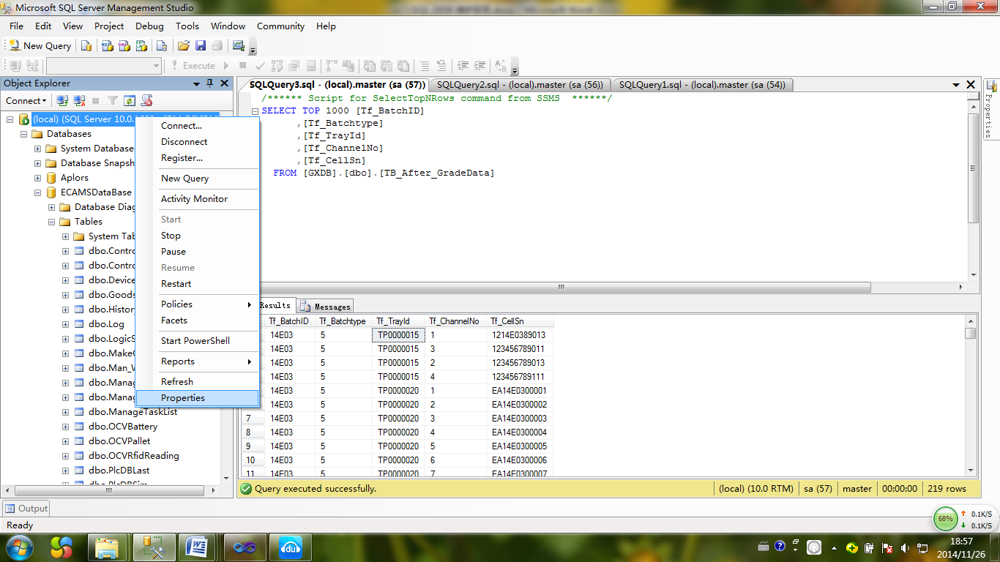 Microsoft SQL Server Management Studio
File Edit View Project Debug Tools Window Community Help
New Query
Execute
Object Explorer
SQLQuery3.sql - (local).master (sa (57))
SQLQuery2.sql - (local).master (sa (56))
SQLQuery1.sql - (local).master (sa (54))
Connect
Properties
(local) (SQL Server 10.0.
Databases
System Database
Database Snapsh
Aplors
ECAMSDataBase
Database Diag
Tables
System Tab
dbo.Contro
dbo.Contro
dbo.Device
dbo.Goods
dbo.History
dbo.Log
dbo.LogicS
dbo.MakeC
dbo.Man_W
dbo.Manag
dbo.Manag
dbo.ManageTaskList
dbo.OCVBattery
dbo.OCVPallet
dbo.OCVRfidReading
dbo.PlcDBLast
Connect...
Disconnect
Register...
New Query
Activity Monitor
Start
Stop
Pause
Resume
Restart
Policies
Facets
Start PowerShell
Reports
Refresh
Properties
/****** Script for SelectTopNRows command from SSMS ******/
SELECT TOP 1000 [Tf_BatchID]
,[Tf_Batchtype]
,[Tf_TrayId]
,[Tf_ChannelNo]
,[Tf_CellSn]
FROM [GXDB].[dbo].[TB_After_GradeData]
Results Messages
Tf_BatchID Tf_Batchtype Tf_TrayId Tf_ChannelNo Tf_CellSn
14E03 5 TP0000015 1 1214E0389013
14E03 5 TP0000015 3 123456789011
14E03 5 TP0000015 2 123456789013
14E03 5 TP0000015 4 123456789111
14E03 5 TP0000020 1 EA14E0300001
14E03 5 TP0000020 2 EA14E0300002
7 14E03 5 TP0000020 3 EA14E0300003
8 14E03 5 TP0000020 4 EA14E0300004
9 14E03 5 TP0000020 5 EA14E0300005
10 14E03 5 TP0000020 6 EA14E0300006
11 14E03 5 TP0000020 7 EA14E0300007
Query executed successfully.
(local) (10.0 RTM) sa (57) master 00:00:00 219 rows
Output
Ready
68%
0.1K/S
0.1K/S
du
18:57
2014/11/26